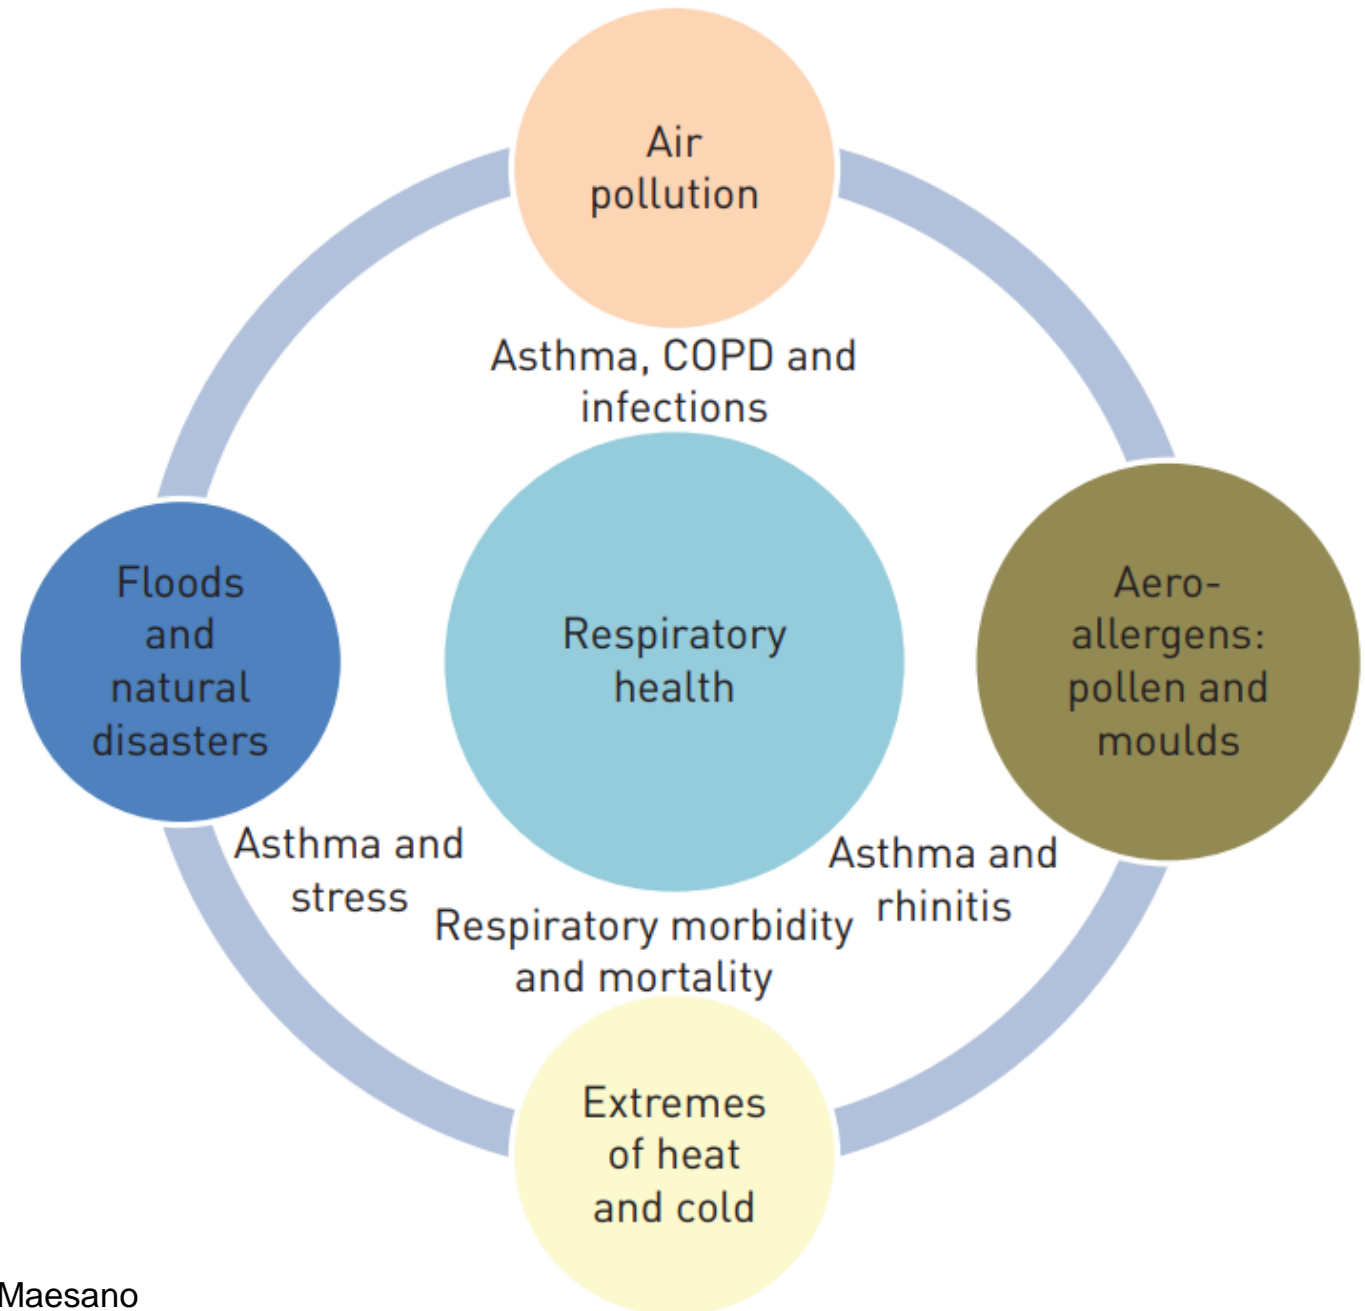 Air
pollution
Asthma, COPD and
infections
Floods
and
natural
disasters
Respiratory
health
Aero-
allergens:
pollen and
moulds
Asthma and
stress
Asthma and
rhinitis
Respiratory morbidity
and mortality
Extremes
of heat
and cold
Maesano